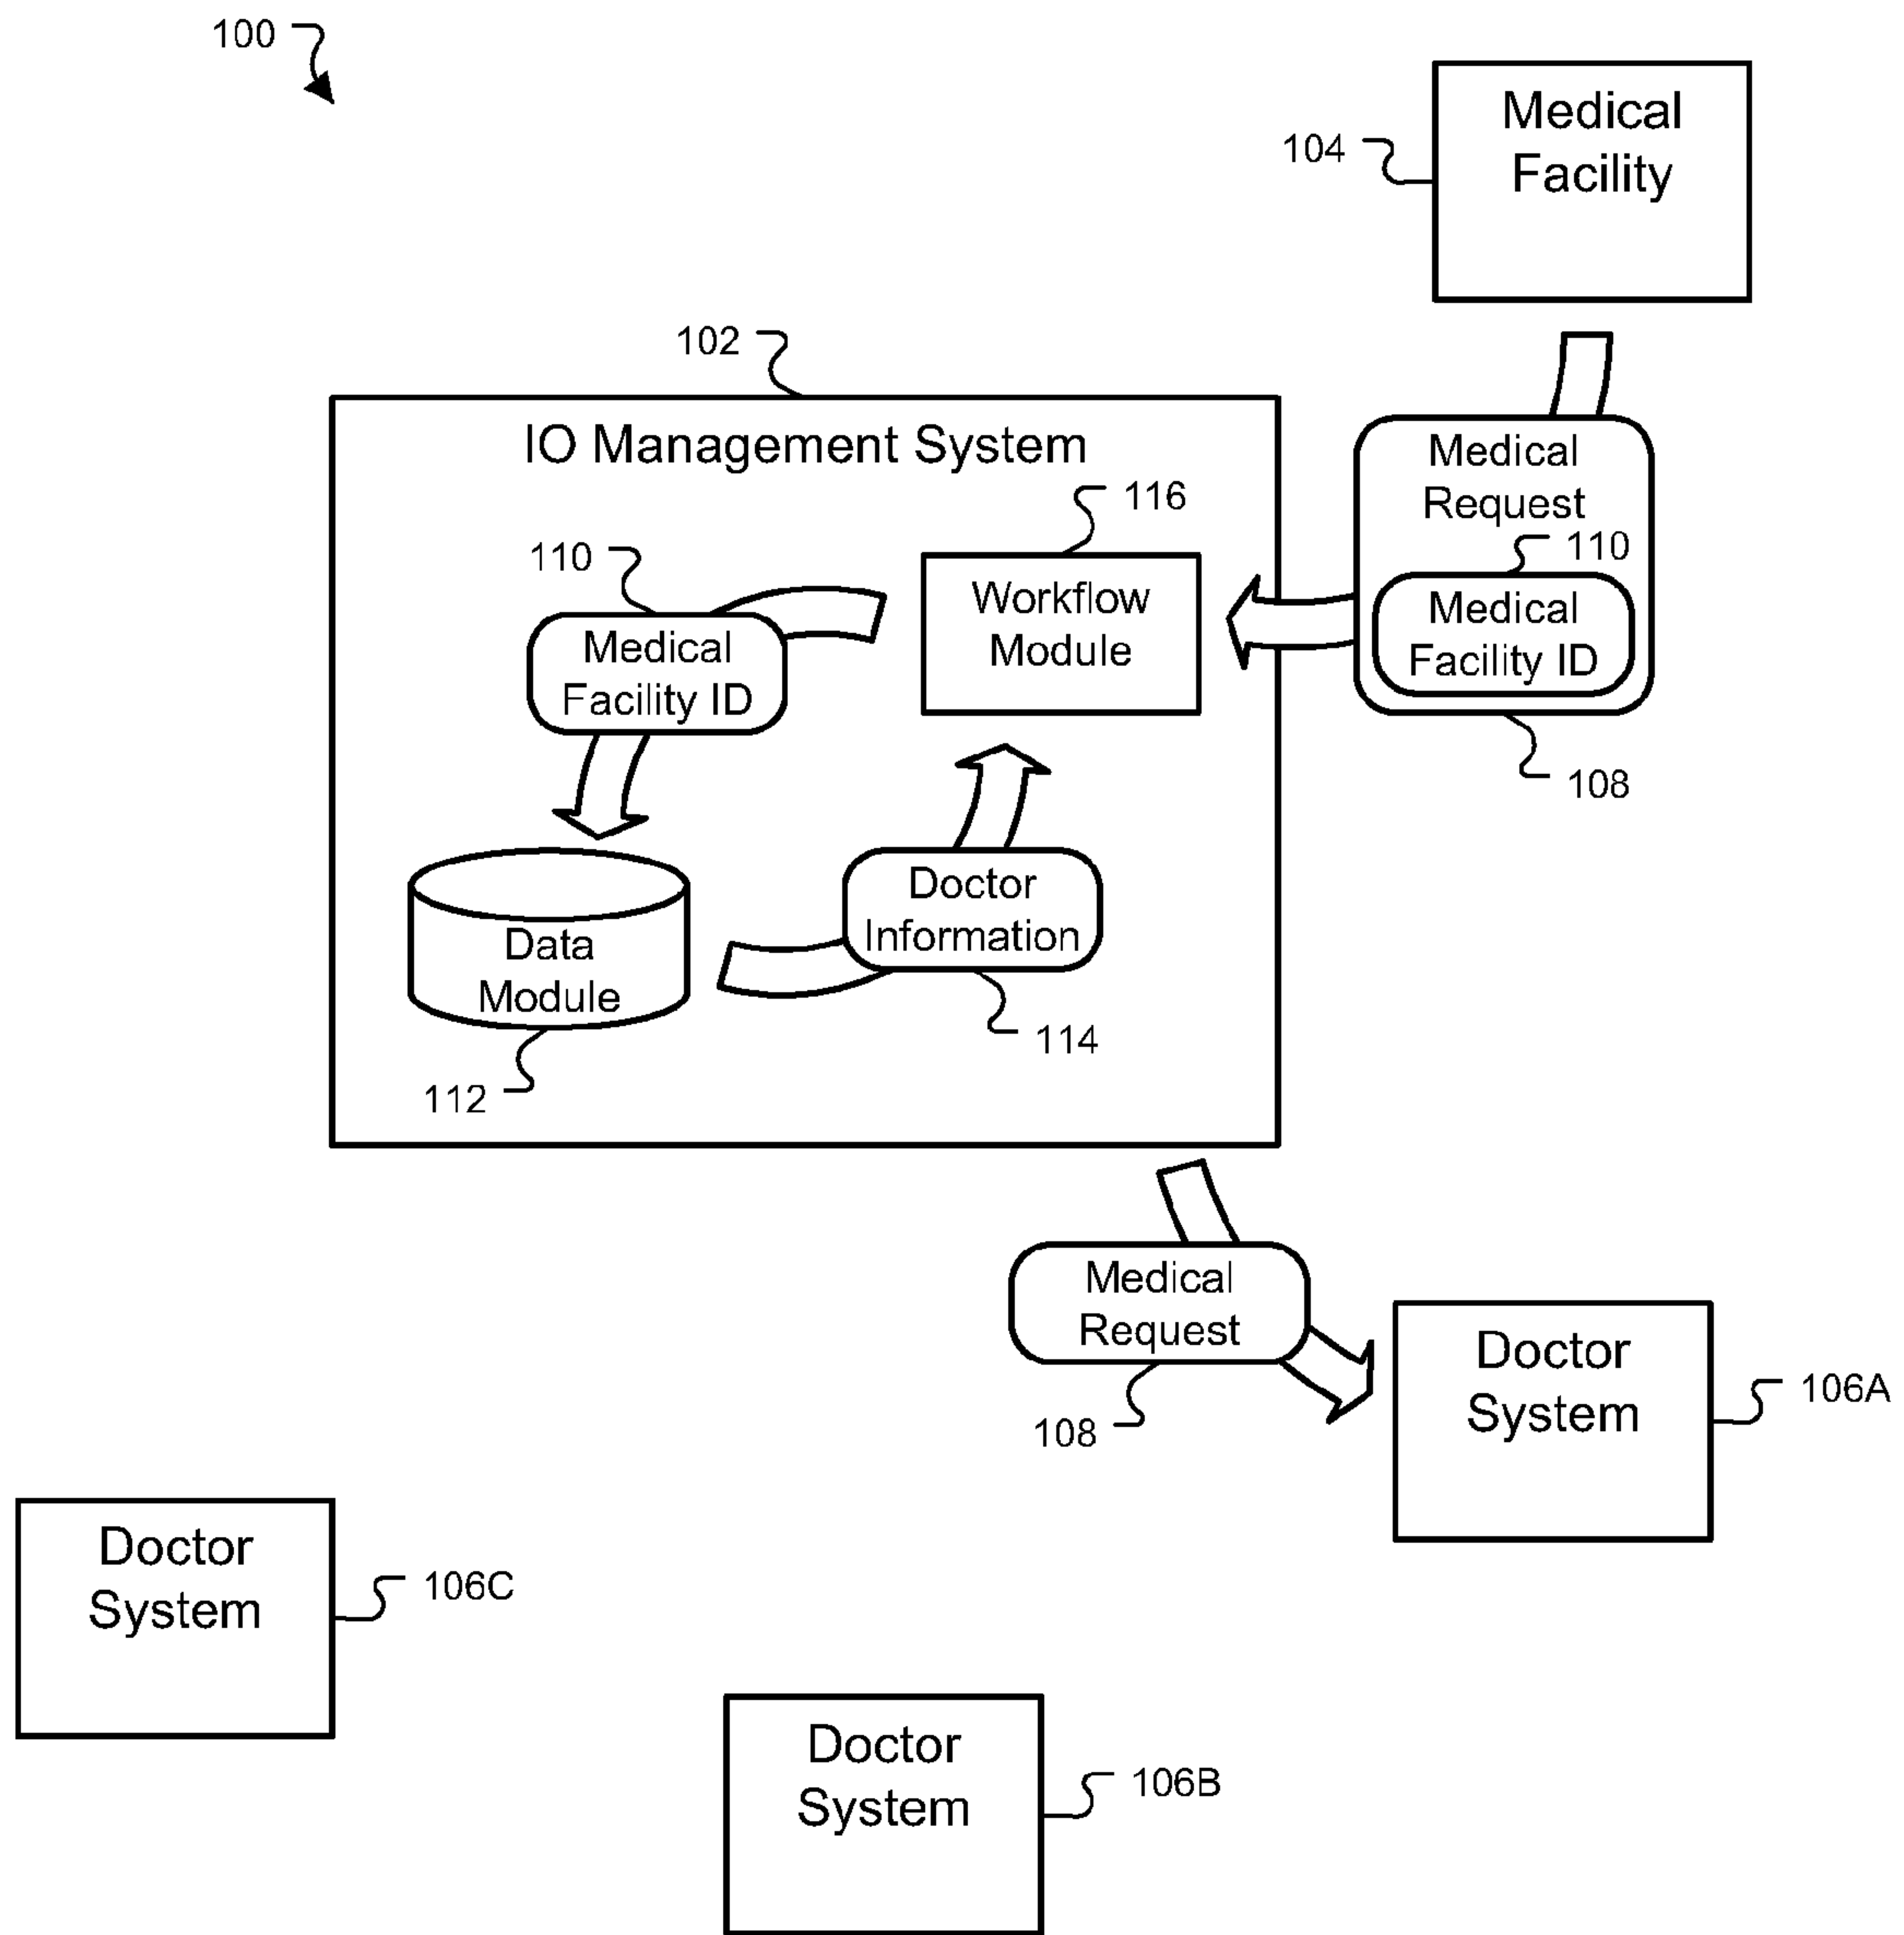 100
Medical
Facility
104
102
IO Management System
116
Medical
Request
110
Medical
Facility ID
108
110
Medical
Facility ID
Workflow
Module
Doctor
Information
114
Data
Module
112
Medical
Request
108
Doctor
System
106A
Doctor
System
106C
Doctor
System
106B